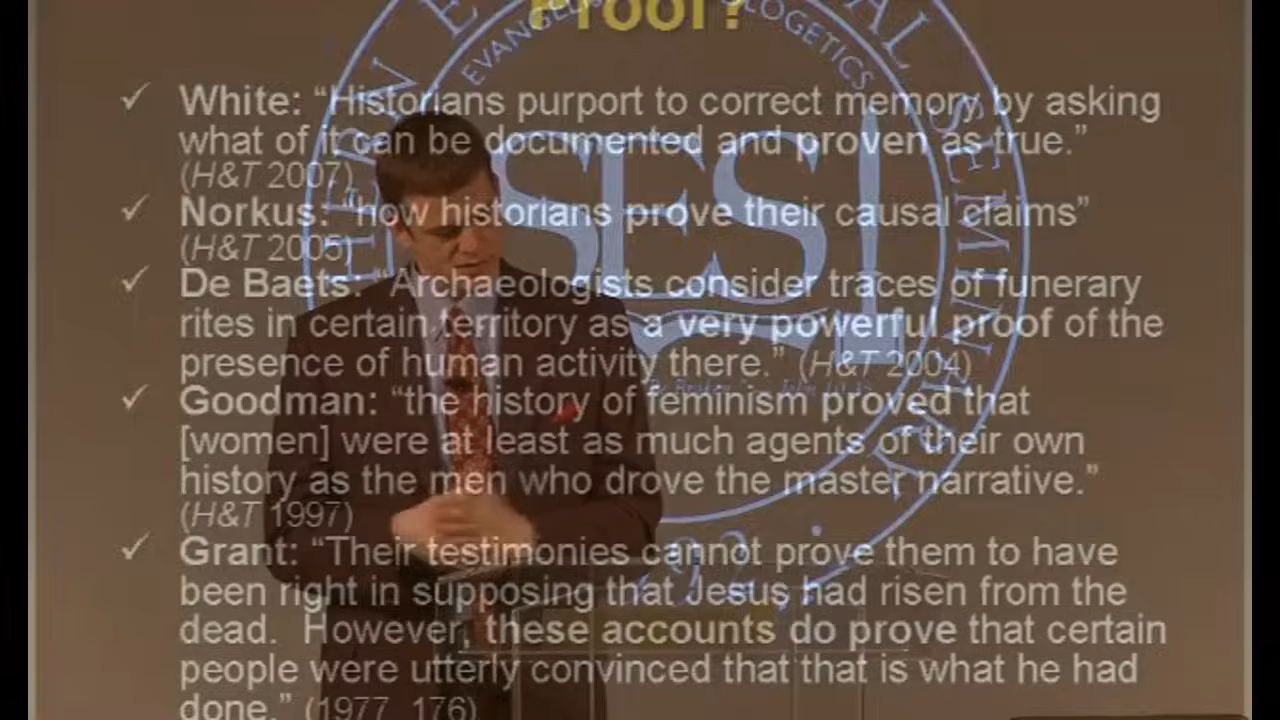 Proof?
✓ White: “Historians purport to correct memory by asking
what of it can be documented and proven as true.”
(H&T 2007)
✓ Norkus: “how historians prove their causal claims”
(H&T 2005)
✓ De Baets: “Archaeologists consider traces of funerary
rites in certain territory as a very powerful proof of the
presence of human activity there.” (H&T 2004)
✓ Goodman: “the history of feminism proved that
[women] were at least as much agents of their own
history as the men who drove the master narrative.”
(H&T 1997)
✓ Grant: “Their testimonies cannot prove them to have
been right in supposing that Jesus had risen from the
dead. However, these accounts do prove that certain
people were utterly convinced that that is what he had
done.” (1977, 176)
SES
SEMINARY